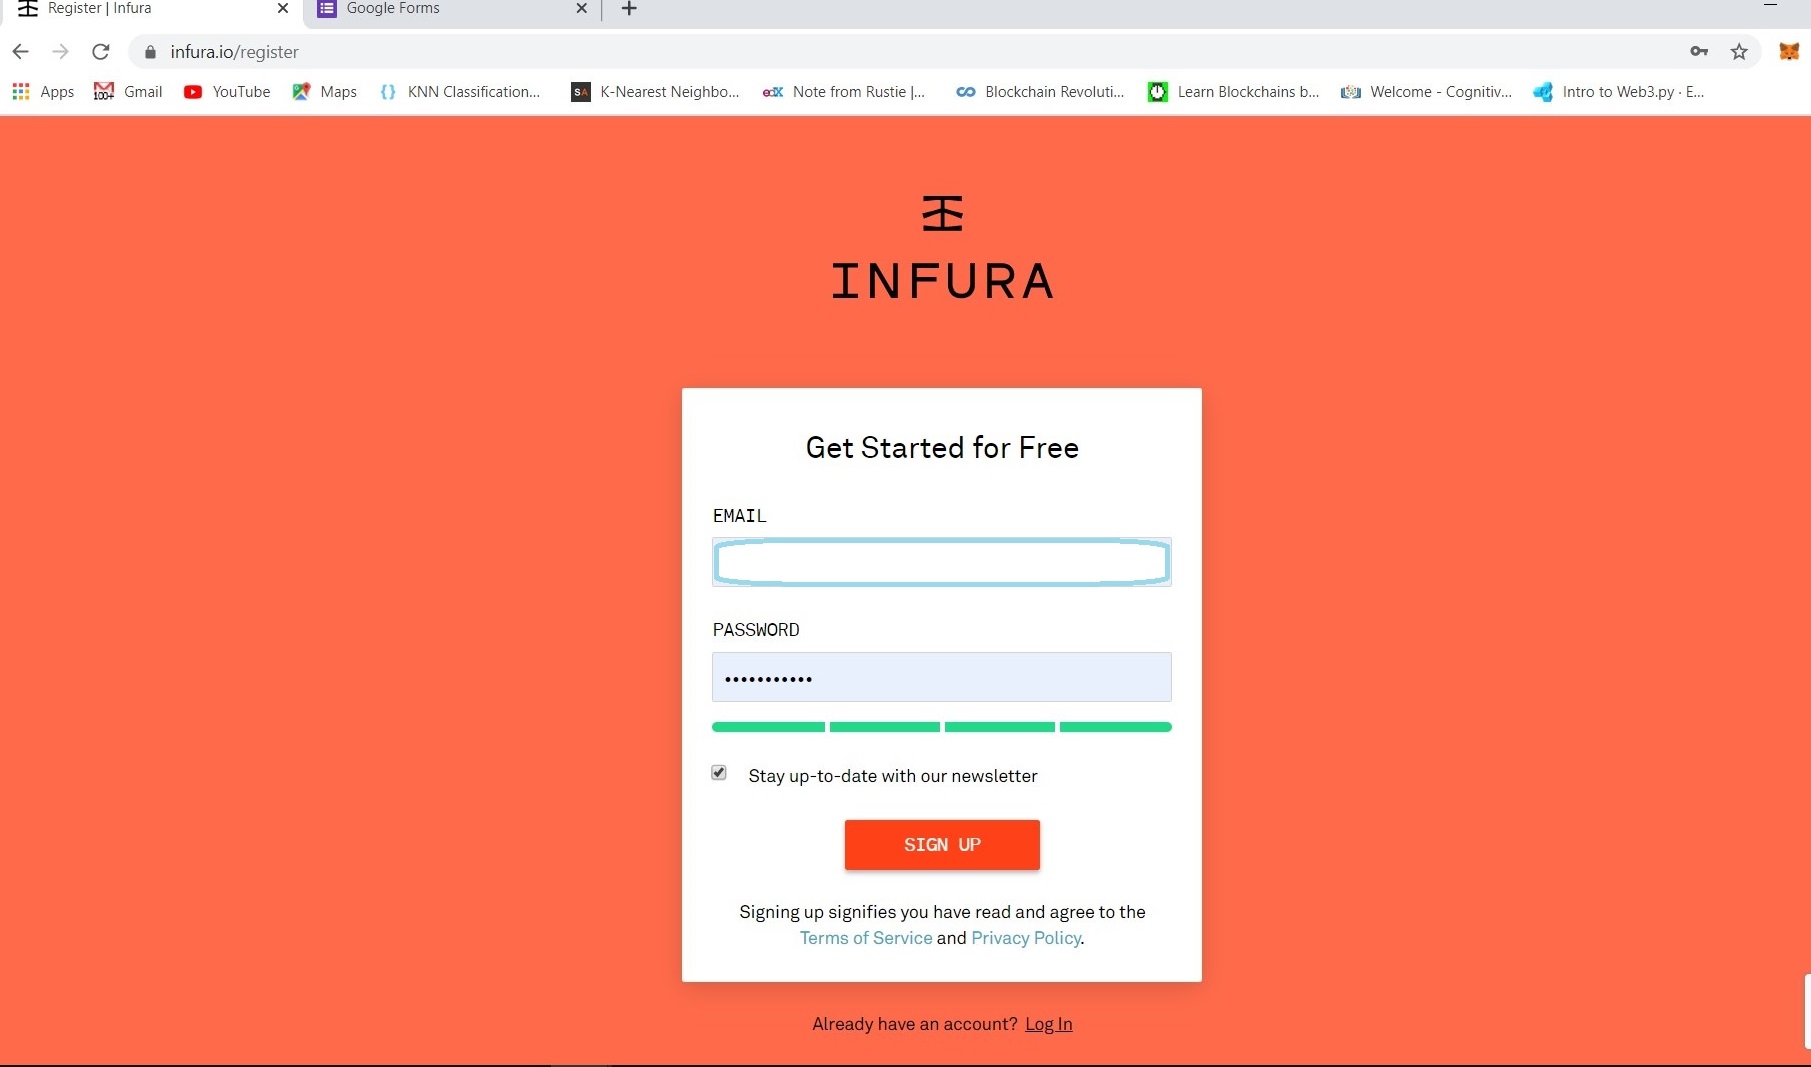 Register | Infura
Google Forms
infura.io/register
Apps Gmail YouTube Maps KNN Classification... SA K-Nearest Neighbo... edX Note from Rustie |... Blockchain Revoluti... Learn Blockchains b... Welcome - Cognitiv... Intro to Web3.py · E...
INFURA
Get Started for Free
EMAIL
PASSWORD
•••••••••••
Stay up-to-date with our newsletter
SIGN UP
Signing up signifies you have read and agree to the
Terms of Service and Privacy Policy.
Already have an account? Log In